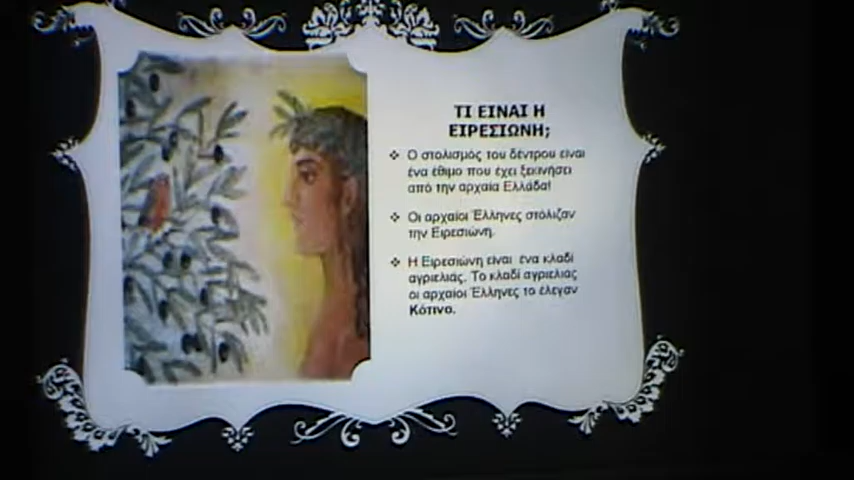 ΤΙ ΕΙΝΑΙ Η
ΕΙΡΕΣΙΩΝΗ;
❖ Ο στολισμός του δέντρου είναι
ένα έθιμο που έχει ξεκινήσει
από την αρχαία Ελλάδα!
❖ Οι αρχαίοι Έλληνες στόλιζαν
την Ειρεσιώνη.
❖ Η Ειρεσιώνη είναι ένα κλαδί
αγριελιάς. Το κλαδί αγριελιάς
οι αρχαίοι Έλληνες το έλεγαν
Κότινο.